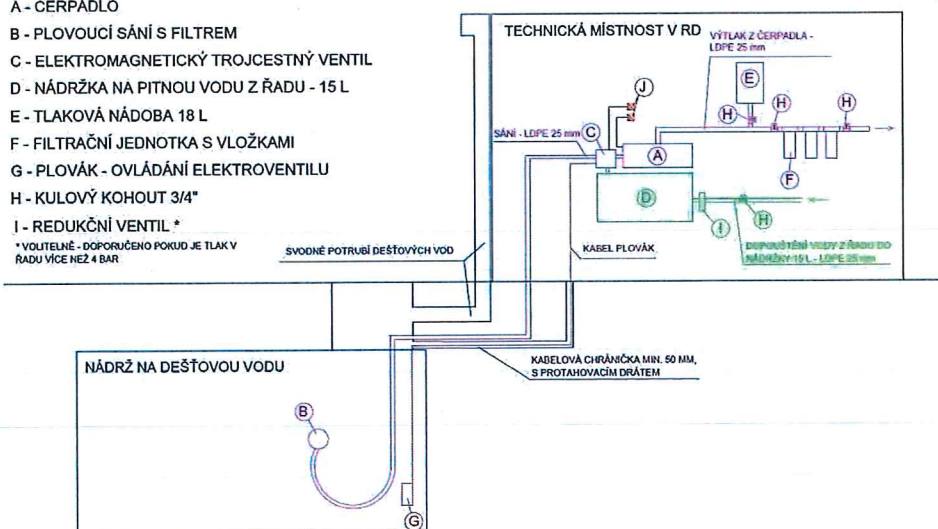 A - ČERPADLO
B - PLOVOUCÍ SÁNÍ S FILTREM
C - ELEKTROMAGNETICKÝ TROJCESTNÝ VENTIL
D - NÁDRŽKA NA PITNOU VODU Z ŘADU - 15 L
E - TLAKOVÁ NÁDOBA 18 L
F - FILTRAČNÍ JEDNOTKA S VLOŽKAMI
G - PLOVÁK - OVLÁDÁNÍ ELEKTROVENTILU
H - KULOVÝ KOHOUT 3/4"
I - REDUKČNÍ VENTIL *
* VOLITELNĚ - DOPORUČENO POKUD JE TLAK V
ŘADU VÍCE NEŽ 4 BAR
TECHNICKÁ MÍSTNOST V RD
VÝTLAK Z ČERPADLA -
LDPE 25 mm
E
J
H
H
H
SÁNÍ - LDPE 25 mm
C
A
F
D
I
H
KABEL PLOVÁK
DOPOUŠTĚNÍ VODY Z ŘADU DO
NÁDRŽKY 15 L - LDPE 25 mm
SVODNÉ POTRUBÍ DEŠŤOVÝCH VOD
KABELOVÁ CHRÁNIČKA MIN. 50 MM,
S PROTAHOVACÍM DRÁTEM
NÁDRŽ NA DEŠŤOVOU VODU
B
G